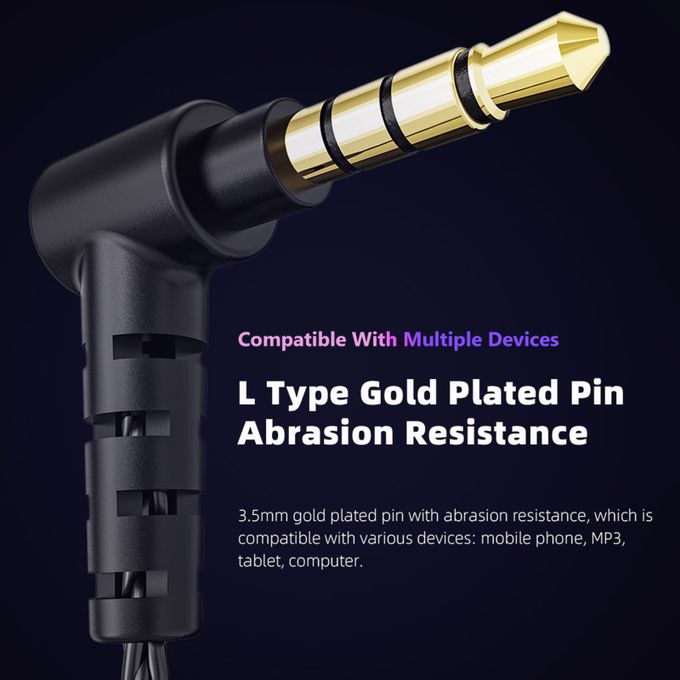 Compatible With Multiple Devices
L Type Gold Plated Pin
Abrasion Resistance
3.5mm gold plated pin with abrasion resistance, which is
compatible with various devices: mobile phone, MP3,
tablet, computer.